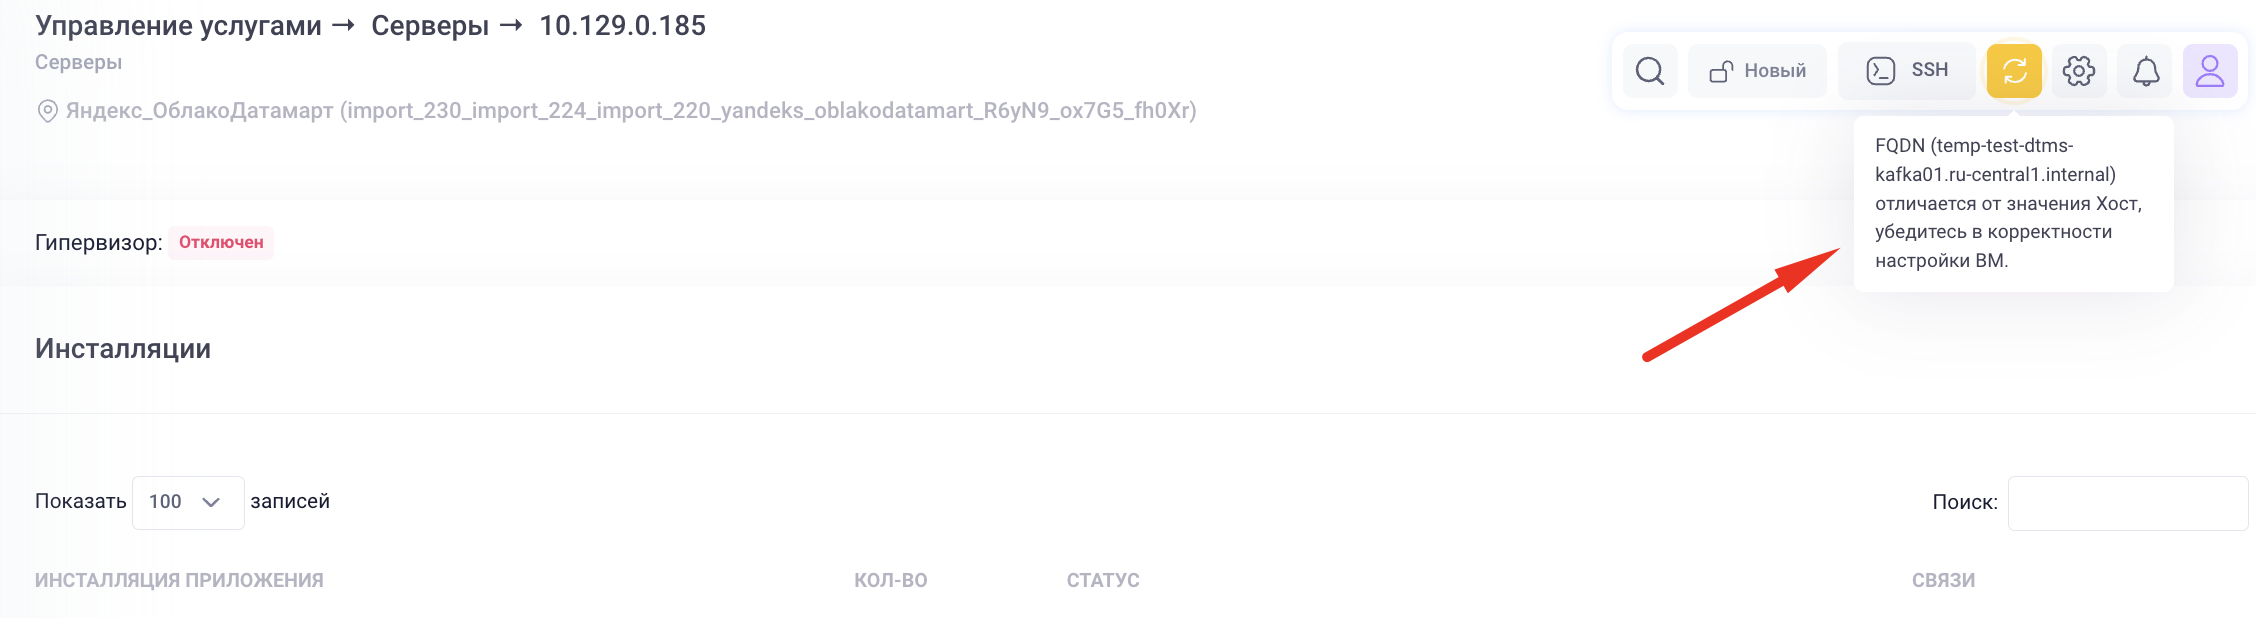 Управление услугами → Серверы → 10.129.0.185
Серверы
Яндекс_ОблакоДатамарт (import_230_import_224_import_220_yandeks_oblakodatamart_R6yN9_ox7G5_fh0Xr)
Новый
SSH
FQDN (temp-test-dtms-
kafka01.ru-central1.internal)
отличается от значения Хост,
убедитесь в корректности
настройки ВМ.
Гипервизор: Отключен
Инсталляции
Показать 100 записей
Поиск:
ИНСТАЛЛЯЦИЯ ПРИЛОЖЕНИЯ КОЛ-ВО СТАТУС СВЯЗИ